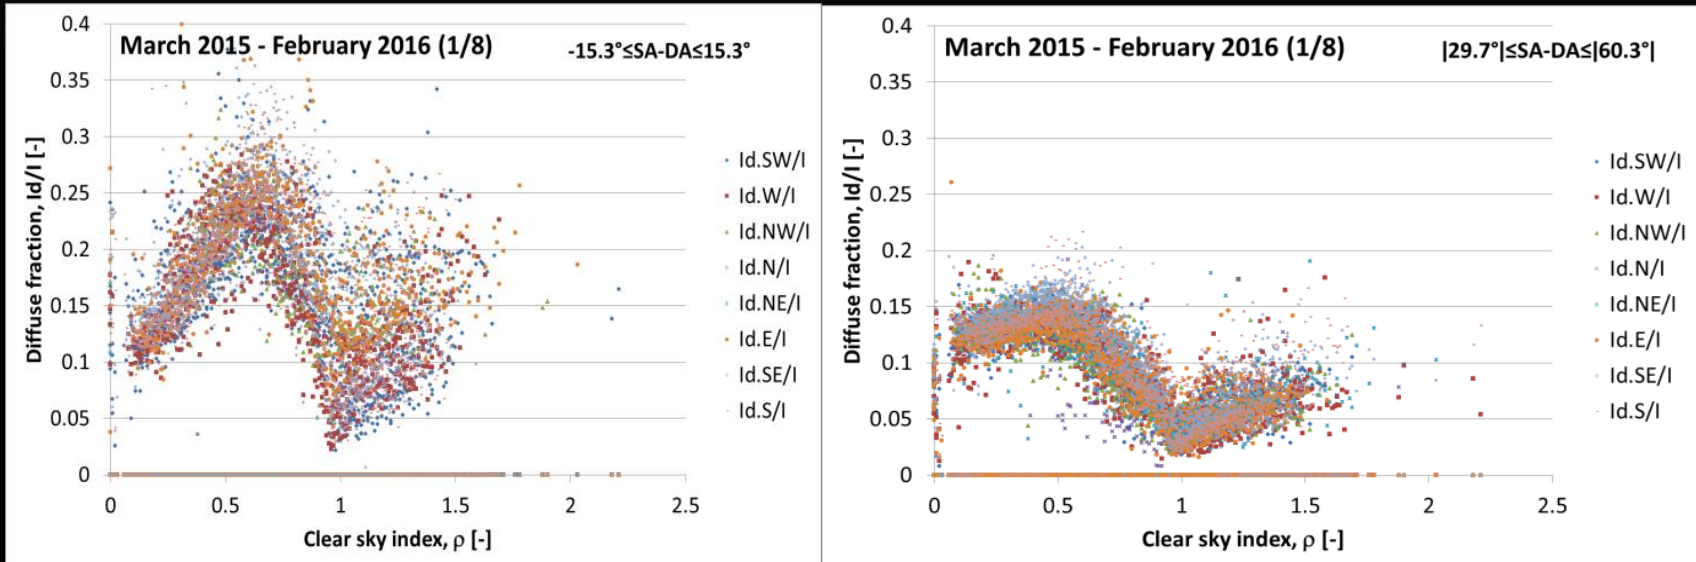 March 2015 - February 2016 (1/8)
-15.3°≤SA-DA≤15.3°
Diffuse fraction, Id/I [-]
0.4
0.35
0.3
0.25
0.2
0.15
0.1
0.05
0
0 0.5 1 1.5 2 2.5
Clear sky index, ρ [-]
Id.SW/I
Id.W/I
Id.NW/I
Id.N/I
Id.NE/I
Id.E/I
Id.SE/I
Id.S/I
March 2015 - February 2016 (1/8)
|29.7°|≤SA-DA≤|60.3°|
Diffuse fraction, Id/I [-]
0.4
0.35
0.3
0.25
0.2
0.15
0.1
0.05
0
0 0.5 1 1.5 2 2.5
Clear sky index, ρ [-]
Id.SW/I
Id.W/I
Id.NW/I
Id.N/I
Id.NE/I
Id.E/I
Id.SE/I
Id.S/I